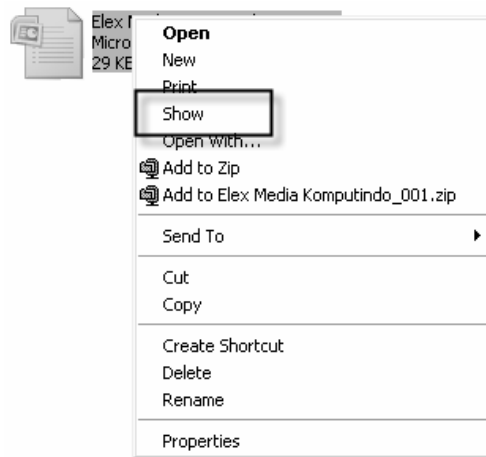 Elex
Micro
29 KE
Open
New
Print
Show
Open With...
Add to Zip
Add to Elex Media Komputindo_001.zip
Send To
Cut
Copy
Create Shortcut
Delete
Rename
Properties